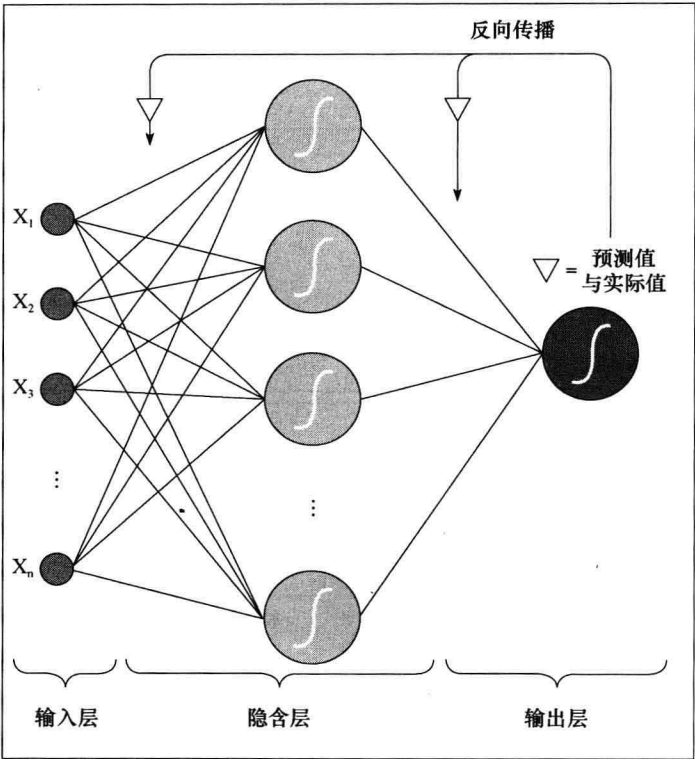 反向传播
X₁
▽ = 预测值
与实际值
X₂
X₃
⋮
⋮
Xₙ
输入层
隐含层
输出层